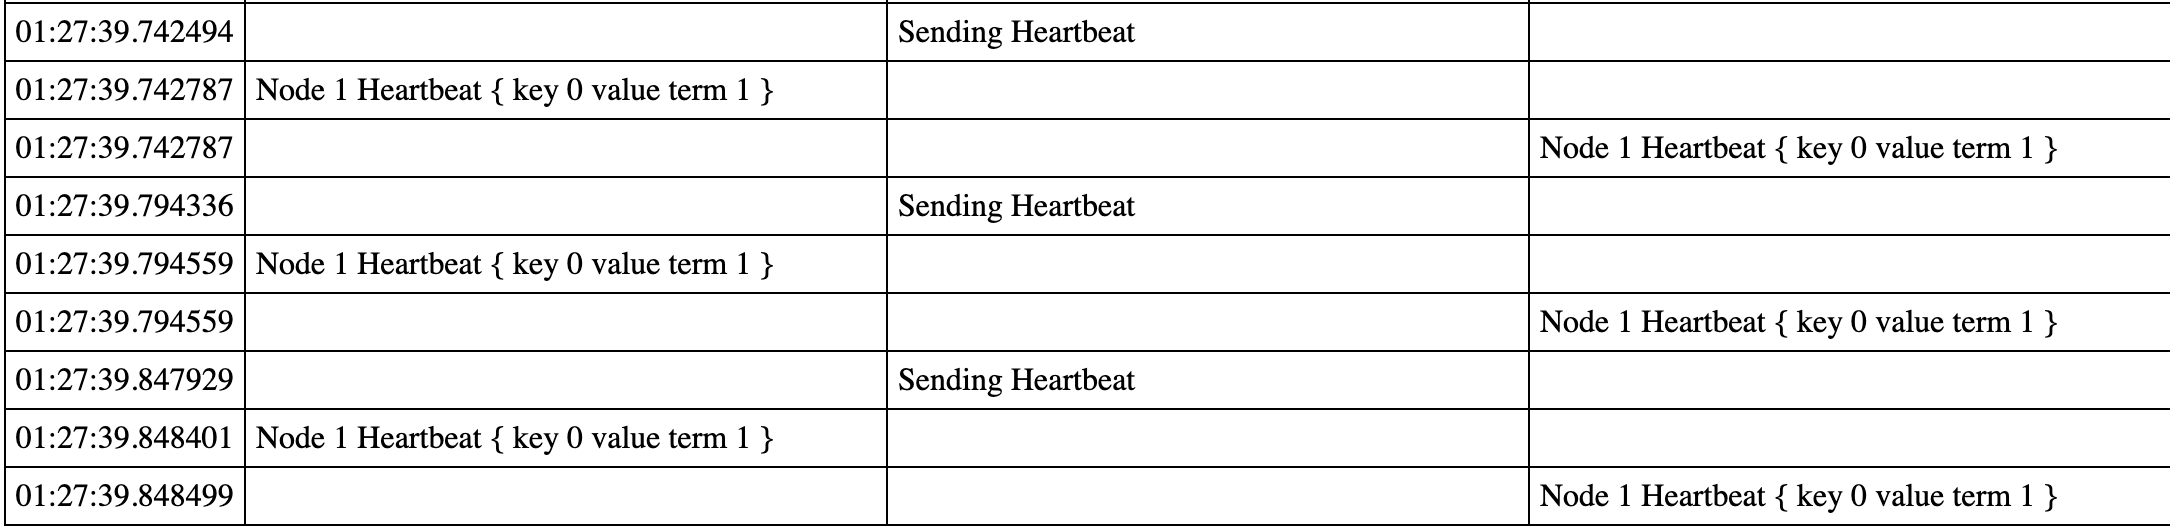 01:27:39.742494 Sending Heartbeat
01:27:39.742787 Node 1 Heartbeat { key 0 value term 1 }
01:27:39.742787 Node 1 Heartbeat { key 0 value term 1 }
01:27:39.794336 Sending Heartbeat
01:27:39.794559 Node 1 Heartbeat { key 0 value term 1 }
01:27:39.794559 Node 1 Heartbeat { key 0 value term 1 }
01:27:39.847929 Sending Heartbeat
01:27:39.848401 Node 1 Heartbeat { key 0 value term 1 }
01:27:39.848499 Node 1 Heartbeat { key 0 value term 1 }